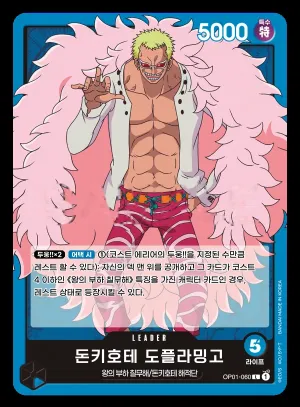 5000
특수
特
두웅!!×2 어택 시 ①(코스트 에리어의 두웅!!을 지정된 수만큼
레스트 할 수 있다): 자신의 덱 맨 위를 공개하고 그 카드가 코스트
4 이하인 《왕의 부하 칠무해》 특징을 가진 캐릭터 카드인 경우,
레스트 상태로 등장시킬 수 있다.
LEADER
돈키호테 도플라밍고
5
라이프
왕의 부하 칠무해/돈키호테 해적단
OP01-060 L